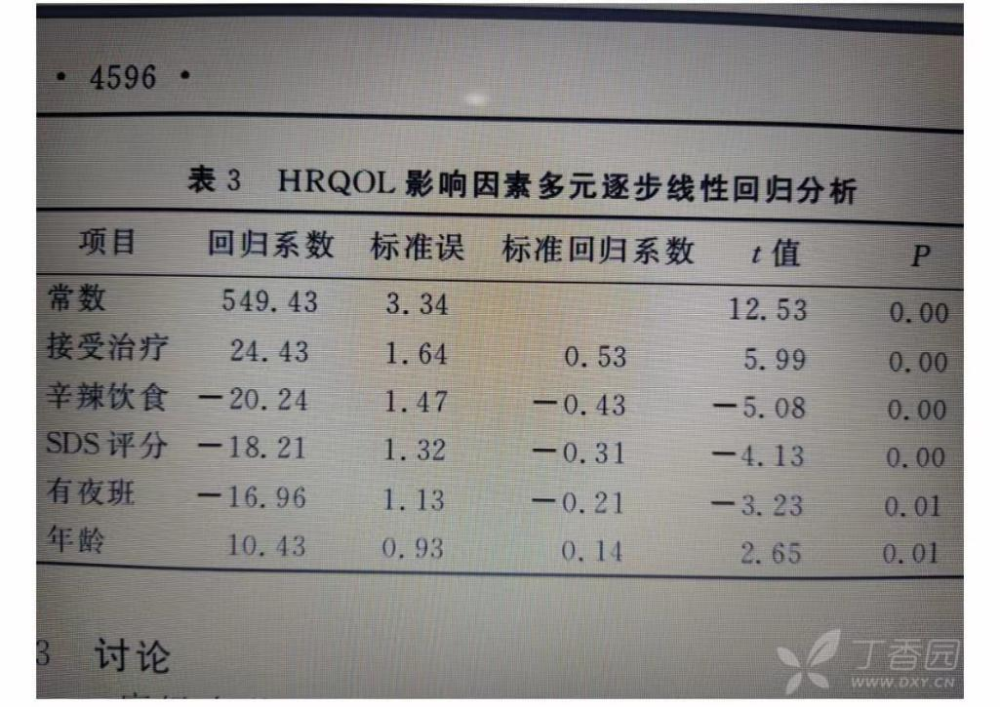 · 4596 ·
表 3 HRQOL 影响因素多元逐步线性回归分析
项目 回归系数 标准误 标准回归系数 t 值 P
常数 549.43 3.34 12.53 0.00
接受治疗 24.43 1.64 0.53 5.99 0.00
辛辣饮食 －20.24 1.47 －0.43 －5.08 0.00
SDS 评分 －18.21 1.32 －0.31 －4.13 0.00
有夜班 －16.96 1.13 －0.21 －3.23 0.01
年龄 10.43 0.93 0.14 2.65 0.01
3 讨论
丁香园
WWW.DXY.CN